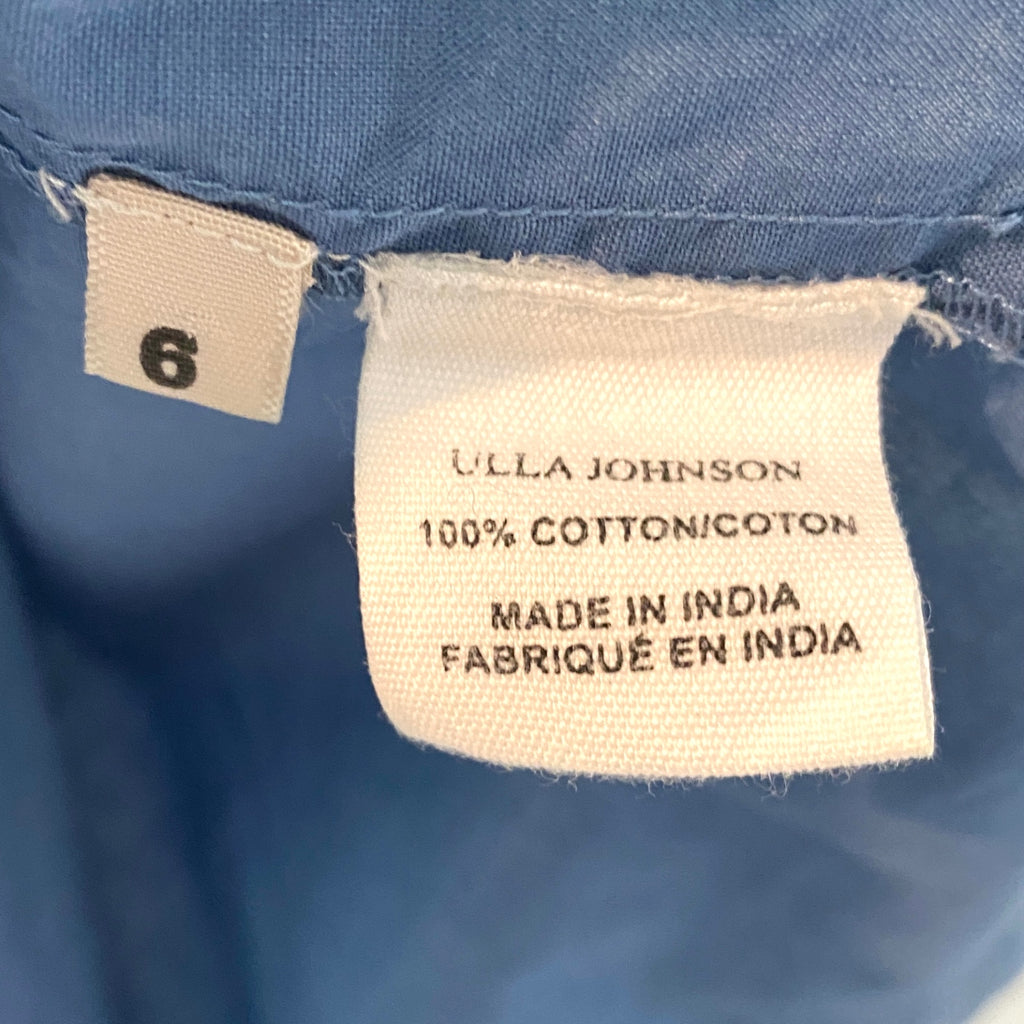 6
ULLA JOHNSON
100% COTTON/COTON
MADE IN INDIA
FABRIQUÉ EN INDIA